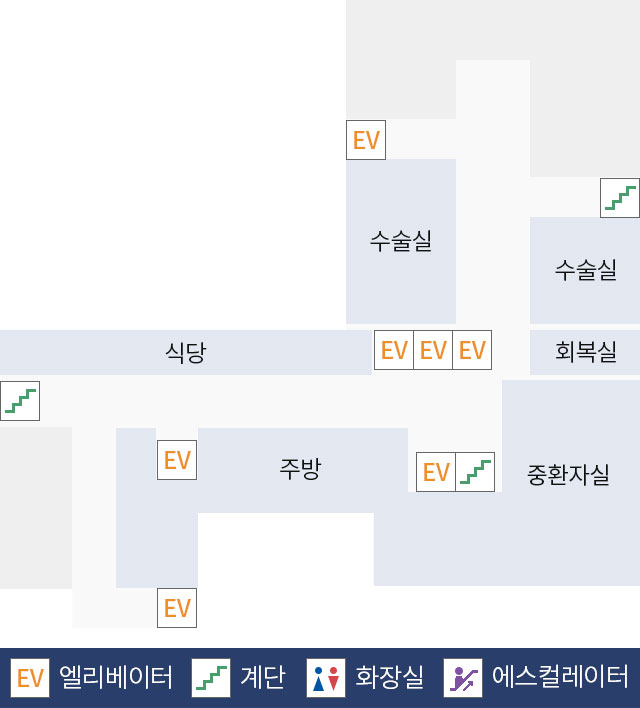 EV
수술실
수술실
식당
EV EV EV
회복실
EV
주방
EV
중환자실
EV
EV 엘리베이터 계단 화장실 에스컬레이터